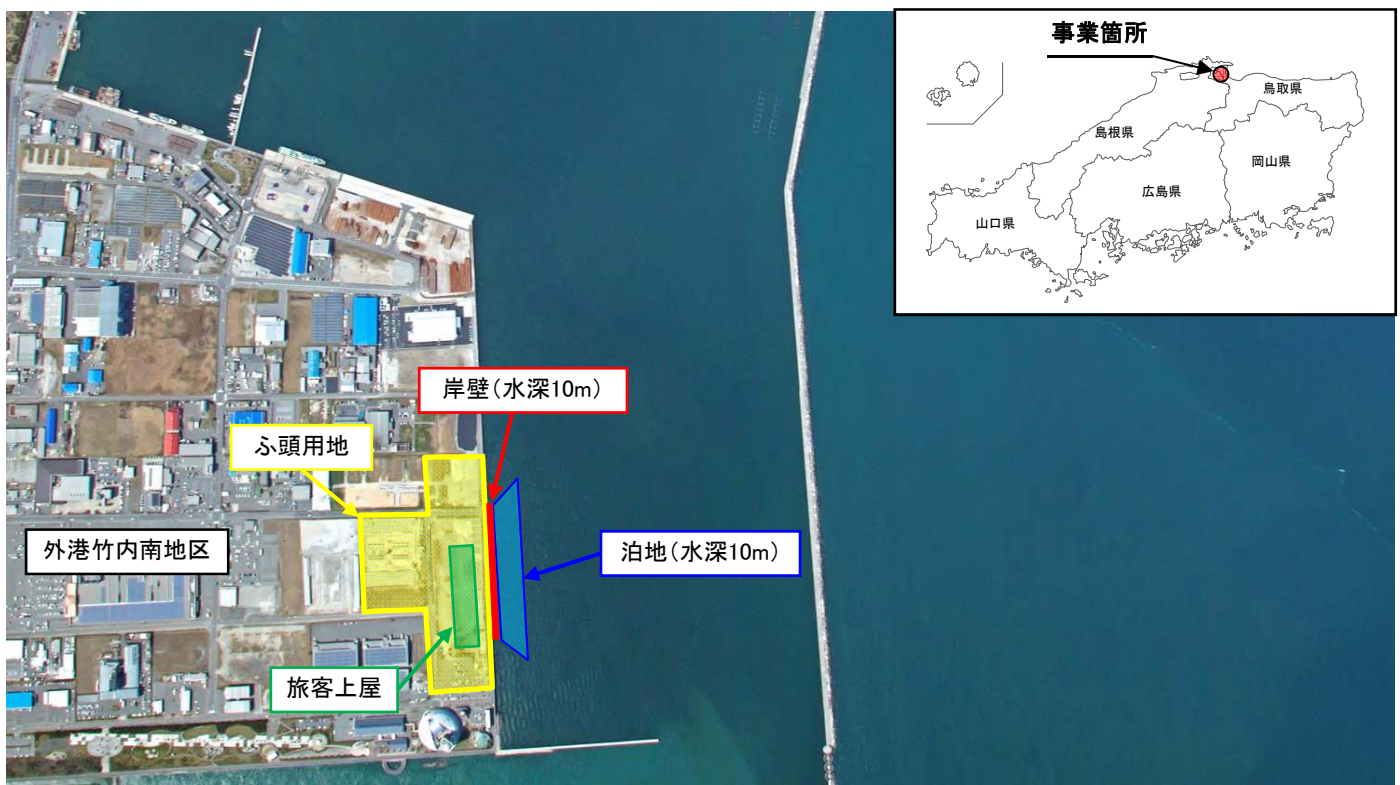 事業箇所
鳥取県
島根県
岡山県
広島県
山口県
岸壁(水深10m)
ふ頭用地
外港竹内南地区
泊地(水深10m)
旅客上屋